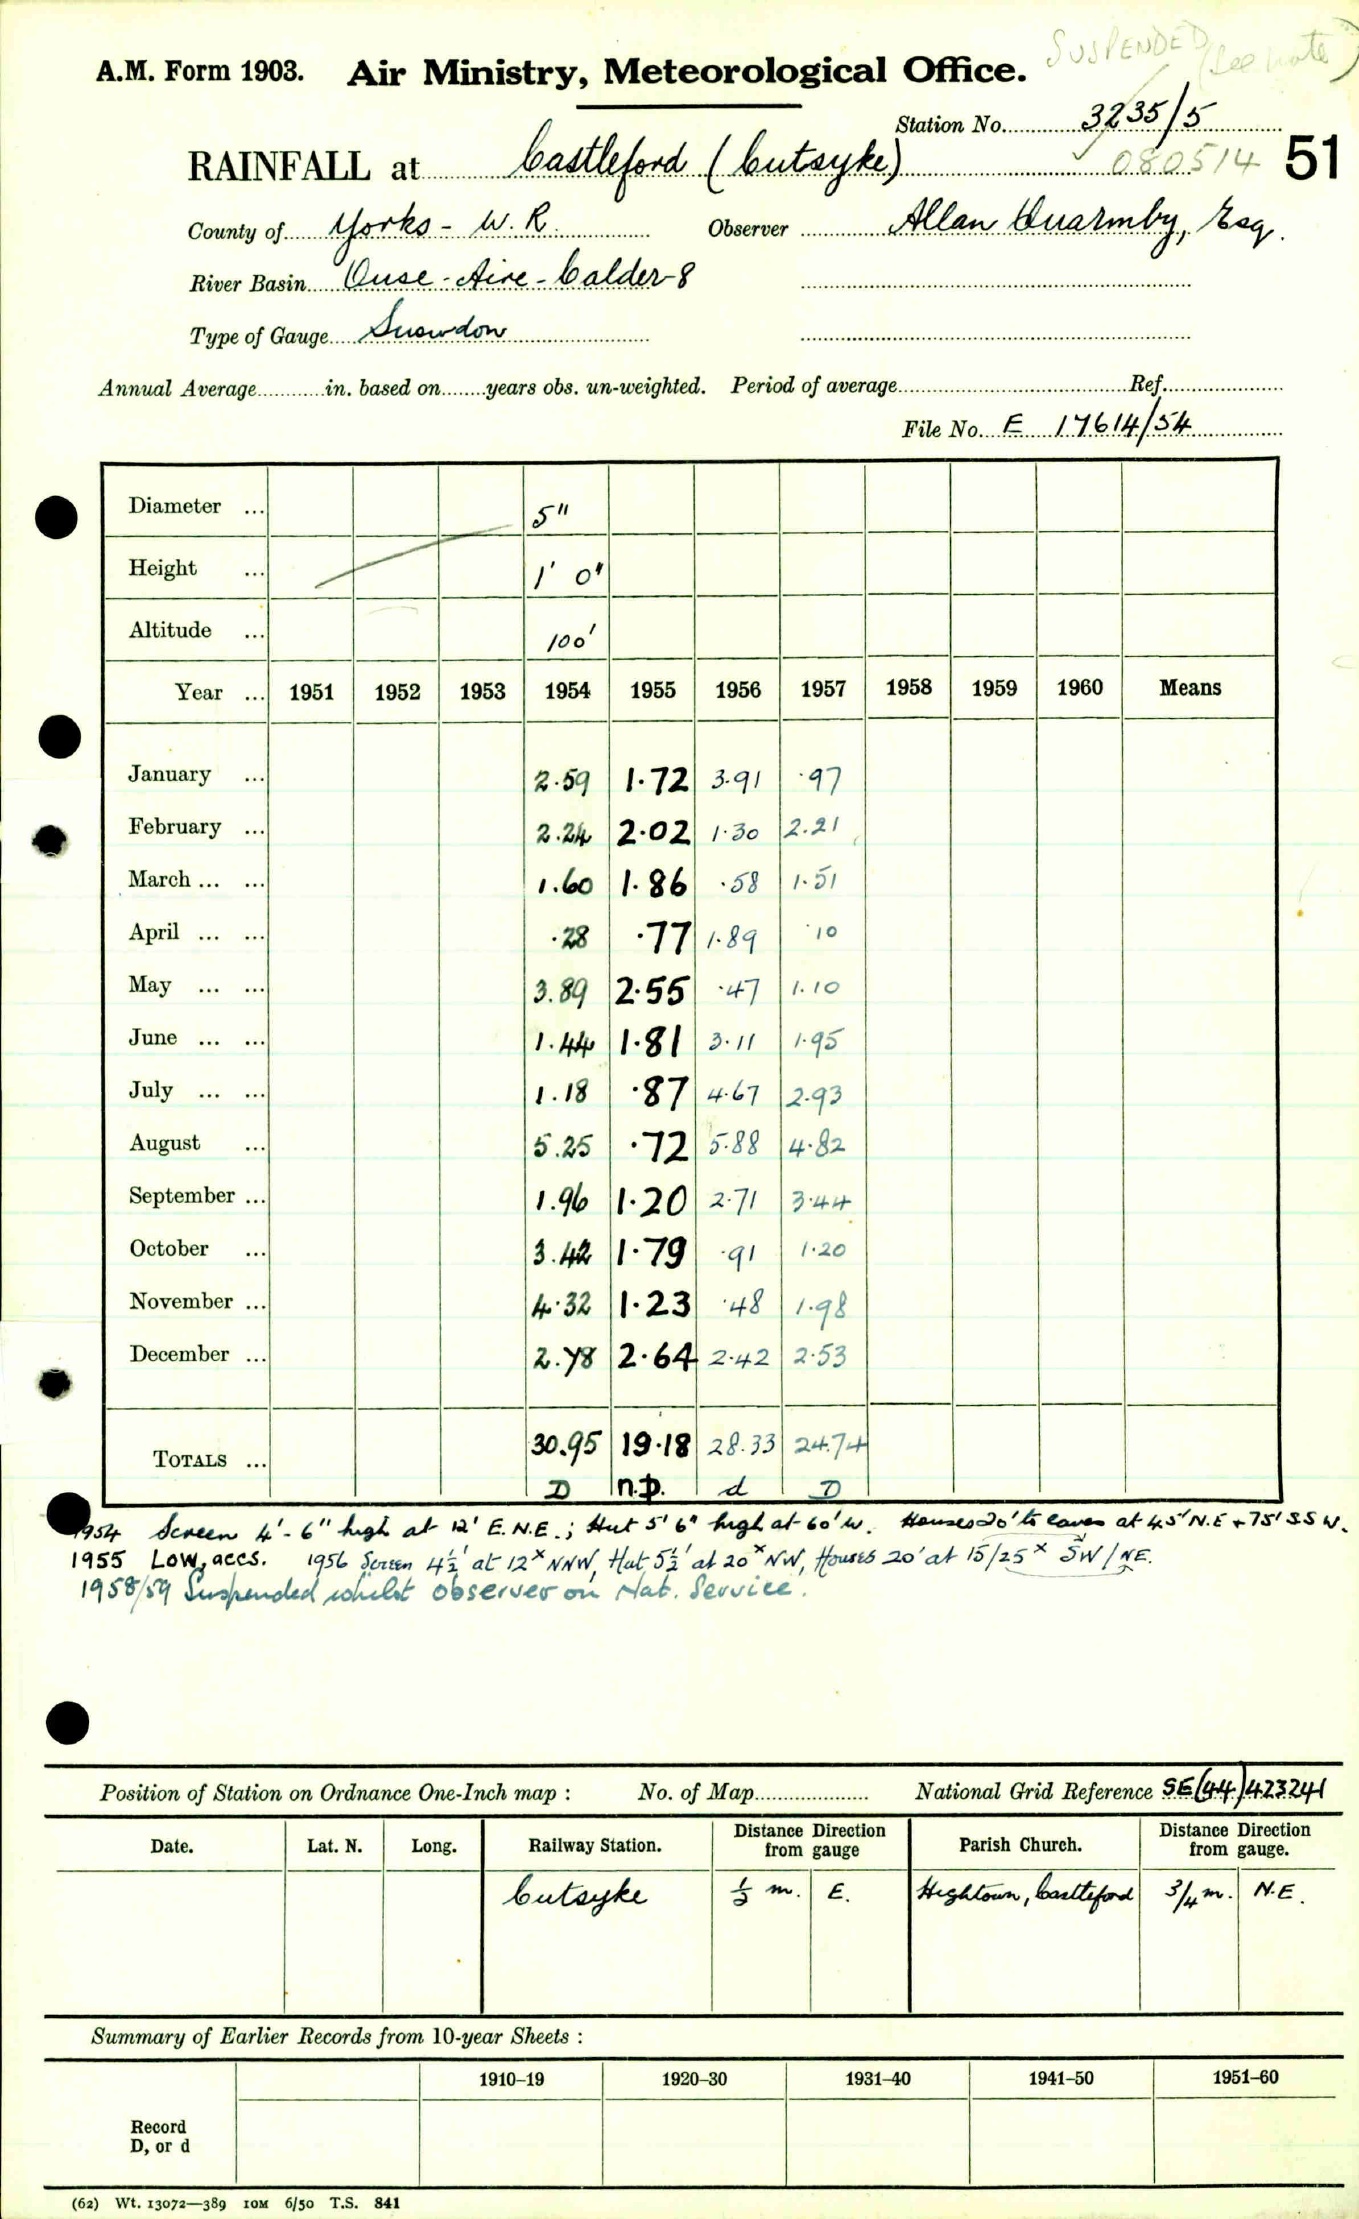 SUSPENDED (See note)
A.M. Form 1903. Air Ministry, Meteorological Office.
Station No. 3235/5
RAINFALL at Castleford (Cutsyke) 080514 51
County of Yorks - W.R. Observer Allan Quarmby, Esq.
River Basin Ouse - Aire - Calder - 8
Type of Gauge Snowdon
Annual Average in. based on years obs. un-weighted. Period of average Ref.
File No. E 17614/54
Diameter ... 5"
Height ... 1' 0"
Altitude ... 100'
Year ... 1951 1952 1953 1954 1955 1956 1957 1958 1959 1960 Means
January ... 2.59 1.72 3.91 .97
February ... 2.24 2.02 1.30 2.21
March ... ... 1.60 1.86 .58 1.51
April ... ... .28 .77 1.89 .10
May ... ... 3.89 2.55 .47 1.10
June ... ... 1.44 1.81 3.11 1.95
July ... ... 1.18 .87 4.67 2.93
August ... 5.25 .72 5.88 4.82
September ... 1.96 1.20 2.71 3.44
October ... 3.42 1.79 .91 1.20
November ... 4.32 1.23 .48 1.98
December ... 2.78 2.64 2.42 2.53
TOTALS ... 30.95 19.18 28.33 24.74
D n.D. d D
1954 Screen 4'-6" high at 12' E.N.E.; Hut 5' 6" high at 60' W. Houses 20' to eaves at 45' N.E + 75' S.S.W.
1955 Low, accs. 1956 Screen 4½' at 12ˣ NNW, Hut 5½' at 20ˣ NW, Houses 20' at 15/25ˣ SW/NE.
1958/59 Suspended whilst observer on Nat. Service.
Position of Station on Ordnance One-Inch map : No. of Map National Grid Reference SE(44)423241
Date. Lat. N. Long. Railway Station. Distance Direction from gauge Parish Church. Distance Direction from gauge.
Cutsyke ½ m. E. Hightown, Castleford 3/4 m. N.E.
Summary of Earlier Records from 10-year Sheets :
1910–19 1920–30 1931–40 1941–50 1951–60
Record
D, or d
(62) Wt. 13072—389 10M 6/50 T.S. 841